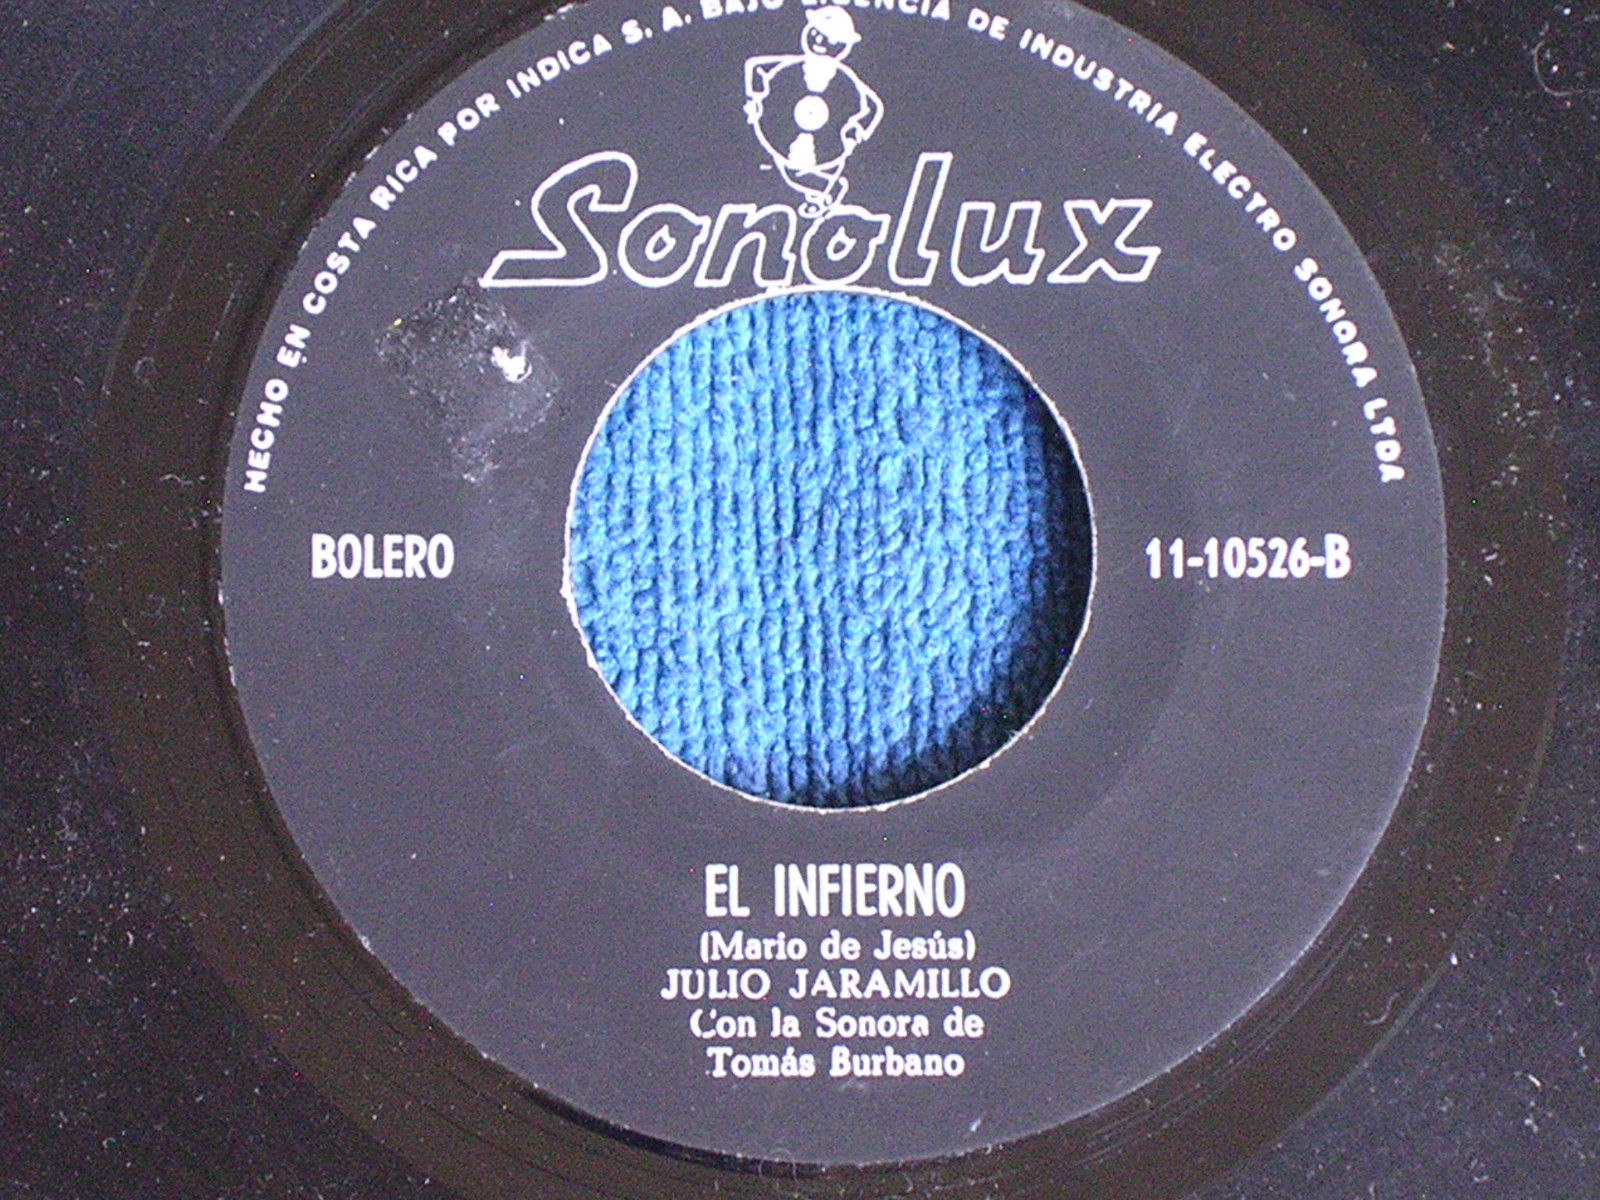 HECHO EN COSTA RICA POR INDICA S. A. BAJO LICENCIA DE INDUSTRIA ELECTRO SONORA LTDA
Sonolux
BOLERO
11-10526-B
EL INFIERNO
(Mario de Jesús)
JULIO JARAMILLO
Con la Sonora de
Tomás Burbano